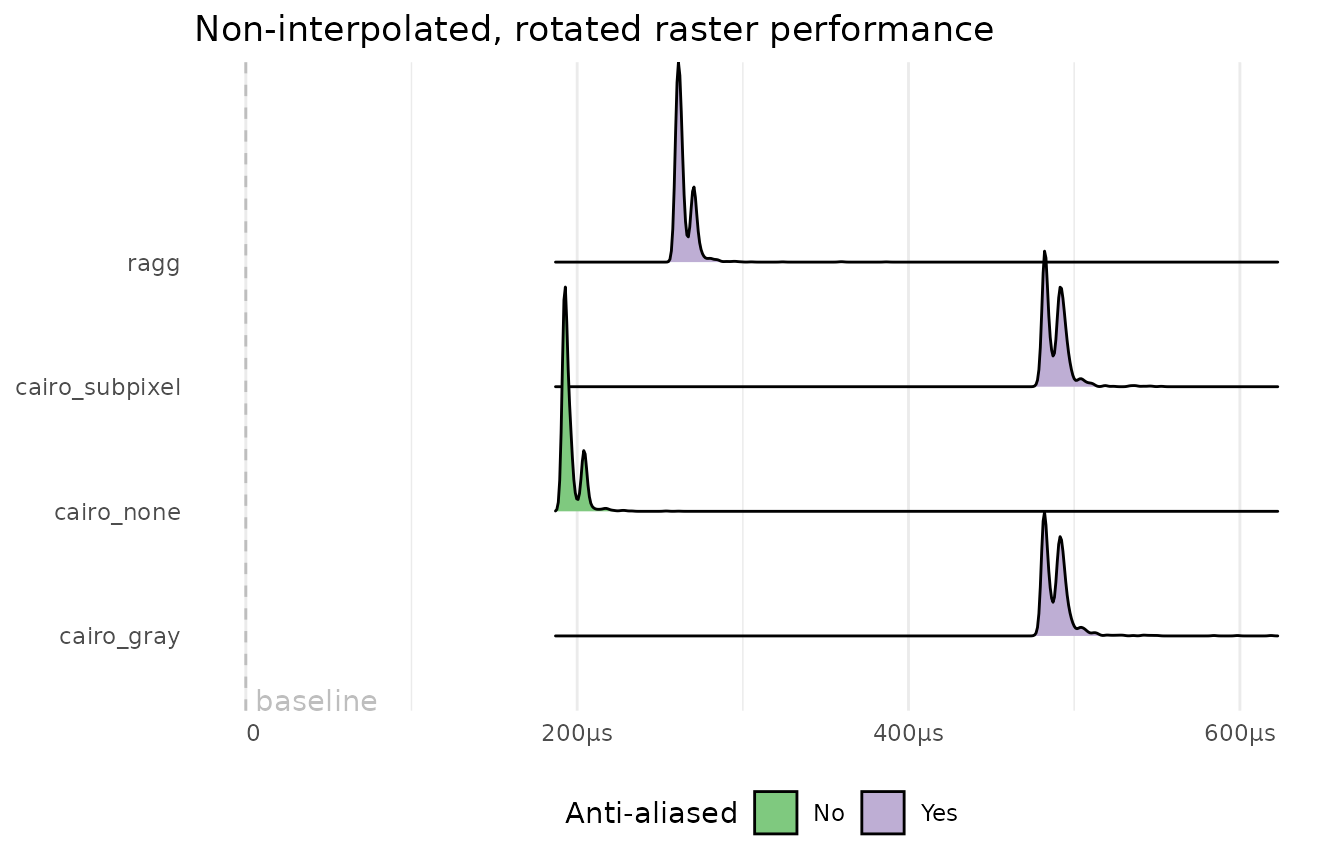 Non-interpolated, rotated raster performance
ragg
cairo_subpixel
cairo_none
cairo_gray
baseline
0 200µs 400µs 600µs
Anti-aliased No Yes